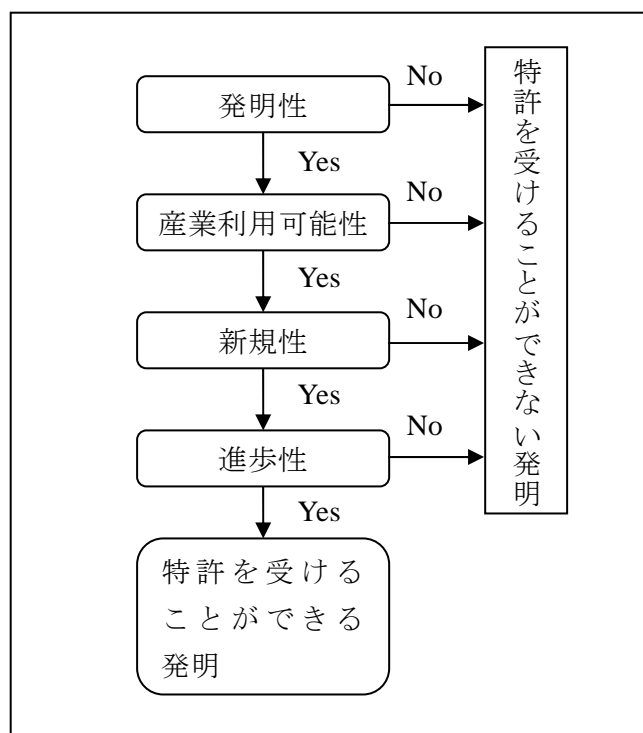 発明性
No
Yes
産業利用可能性
No
Yes
新規性
No
Yes
進歩性
No
Yes
特許を受ける
ことができる
発明
特許を受けることができない発明